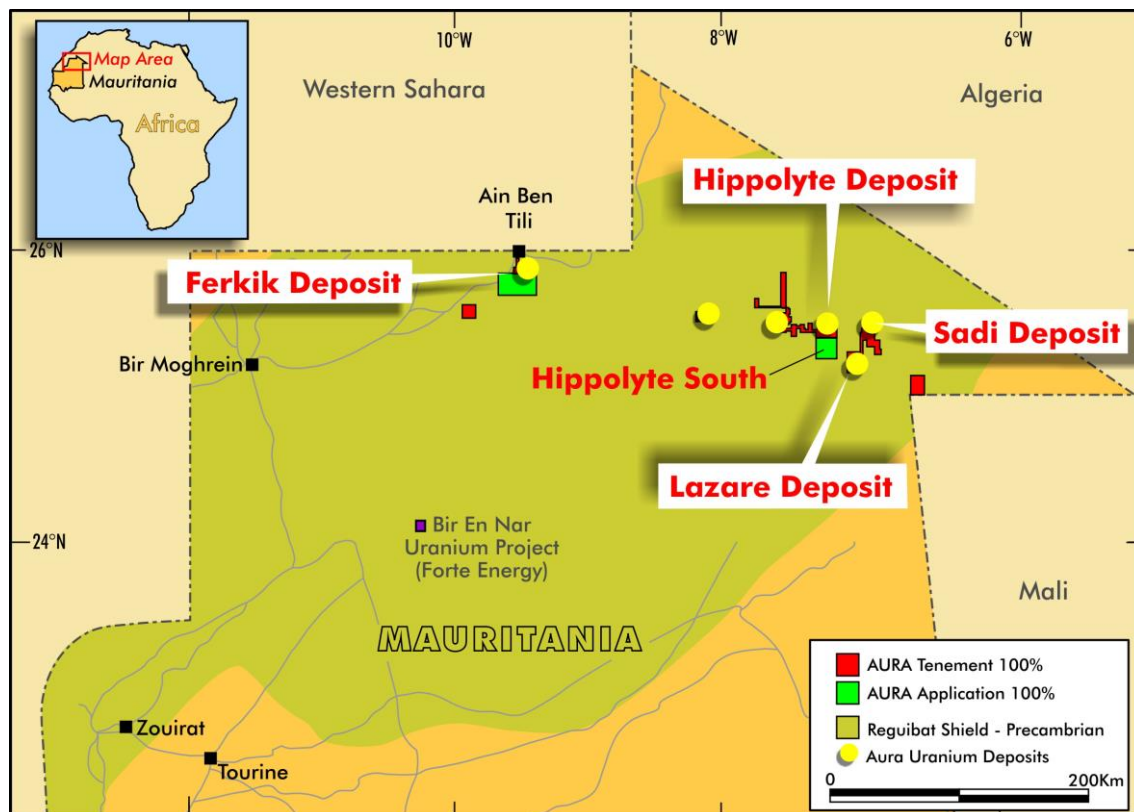 10°W
8°W
6°W
Map Area
Mauritania
Africa
Western Sahara
Algeria
Hippolyte Deposit
Ain Ben
Tili
26°N
Ferkik Deposit
Sadi Deposit
Bir Moghrein
Hippolyte South
Lazare Deposit
24°N
Bir En Nar
Uranium Project
(Forte Energy)
Mali
MAURITANIA
AURA Tenement 100%
AURA Application 100%
Reguibat Shield - Precambrian
Aura Uranium Deposits
0
200Km
Zouirat
Tourine